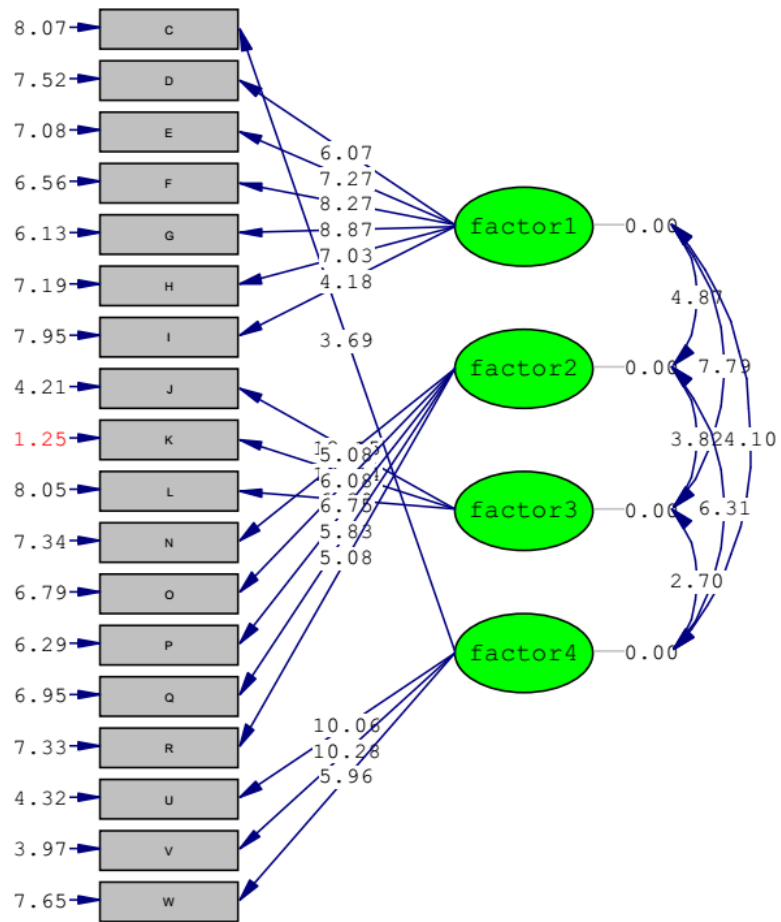 8.07 C
7.52 D
7.08 E
6.07
6.56 F
7.27
8.27
factor1 0.00
6.13 G
8.87
7.03
7.19 H
4.18
4.87
7.95 I
3.69
factor2 0.00 7.79
4.21 J
1.25 K
5.08
3.82 4.10
6.08
8.05 L
6.75
factor3 0.00 6.31
5.83
7.34 N
5.08
2.70
6.79 O
6.29 P
factor4 0.00
6.95 Q
10.06
7.33 R
10.28
5.96
4.32 U
3.97 V
7.65 W